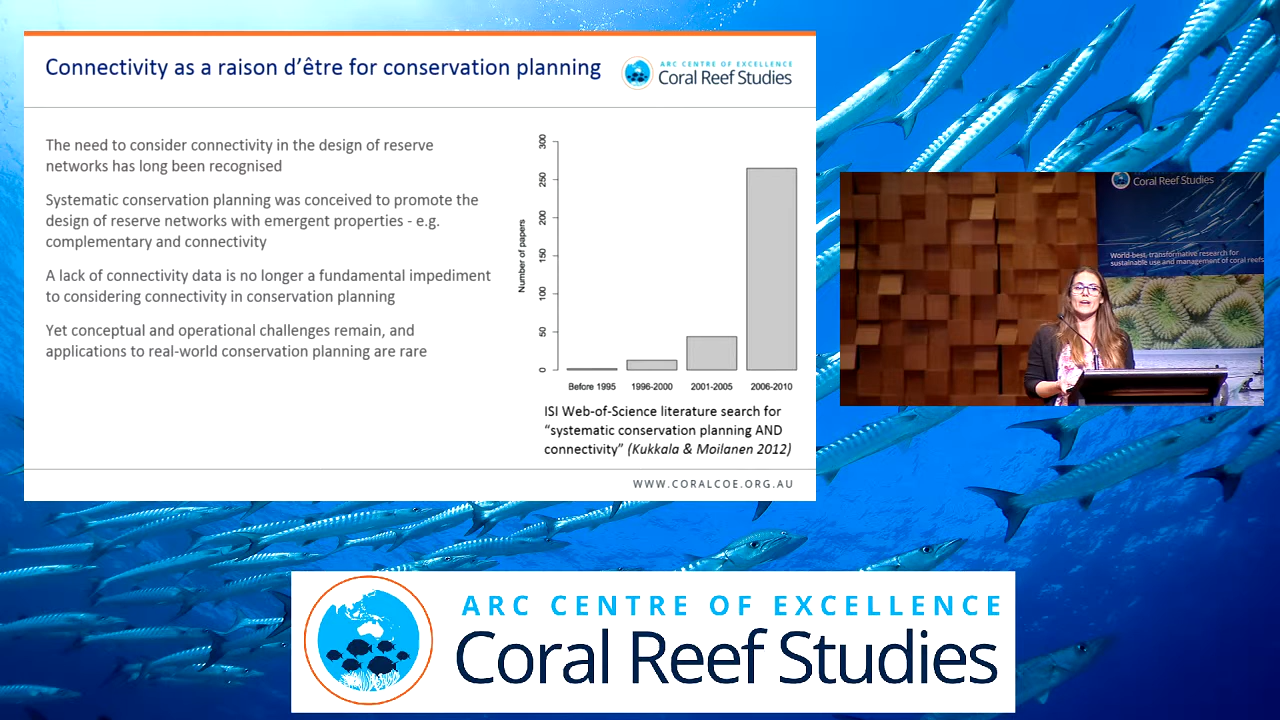 Connectivity as a raison d'être for conservation planning
ARC CENTRE OF EXCELLENCE
Coral Reef Studies
The need to consider connectivity in the design of reserve
networks has long been recognised
Systematic conservation planning was conceived to promote the
design of reserve networks with emergent properties - e.g.
complementary and connectivity
A lack of connectivity data is no longer a fundamental impediment
to considering connectivity in conservation planning
Yet conceptual and operational challenges remain, and
applications to real-world conservation planning are rare
Number of papers
300
250
200
150
100
50
0
Before 1995
1996-2000
2001-2005
2006-2010
ISI Web-of-Science literature search for
“systematic conservation planning AND
connectivity” (Kukkala & Moilanen 2012)
WWW.CORALCOE.ORG.AU
Coral Reef Studies
World-best, transformative research for
sustainable use and management of coral reefs
ARC CENTRE OF EXCELLENCE
Coral Reef Studies